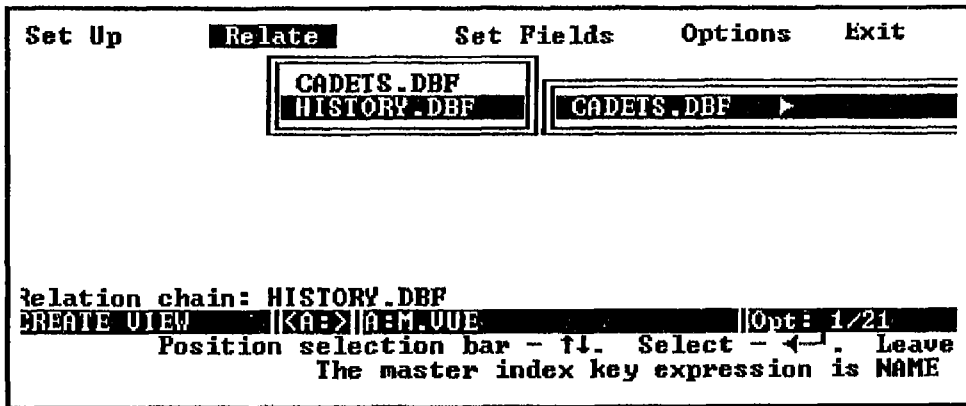 Set Up Relate Set Fields Options Exit
CADETS.DBF
HISTORY.DBF CADETS.DBF ►
Relation chain: HISTORY.DBF
CREATE VIEW ||<A:>||A:M.VUE ||Opt: 1/21
Position selection bar - ↑↓. Select - ◄┘. Leave
The master index key expression is NAME